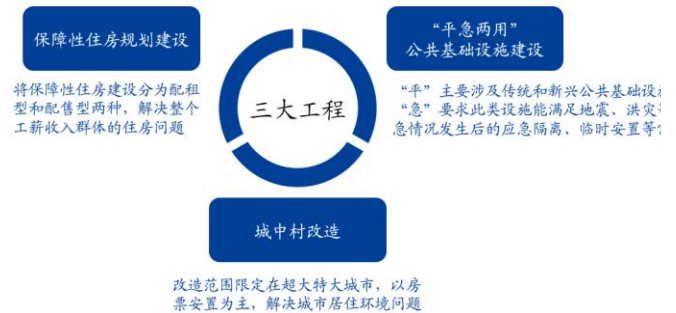 保障性住房规划建设
将保障性住房建设分为配租
型和配售型两种，解决整个
工薪收入群体的住房问题
三大工程
“平急两用”
公共基础设施建设
“平”主要涉及传统和新兴公共基础设
“急”要求此类设施能满足地震、洪灾
急情况发生后的应急隔离、临时安置等
城中村改造
改造范围限定在超大特大城市，以房
票安置为主，解决城市居住环境问题